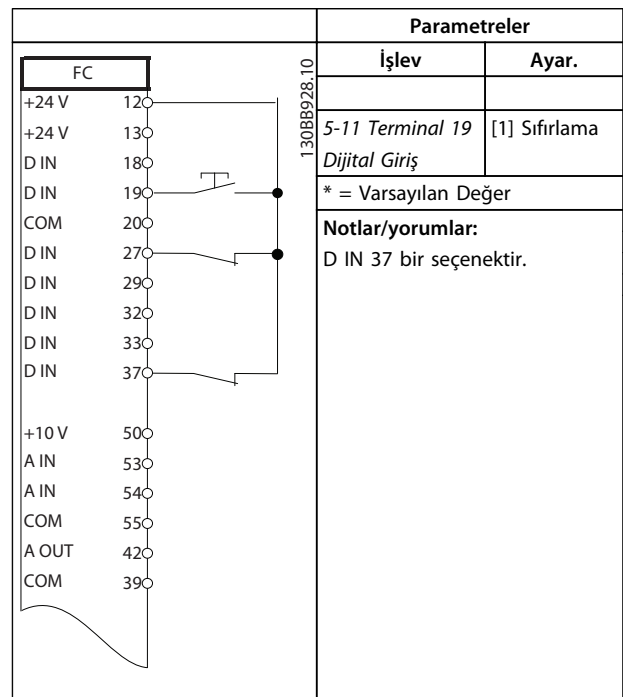 Parametreler
FC
130BB928.10
İşlev
Ayar.
+24 V 12
+24 V 13
D IN 18
D IN 19
COM 20
D IN 27
D IN 29
D IN 32
D IN 33
D IN 37
+10 V 50
A IN 53
A IN 54
COM 55
A OUT 42
COM 39
5-11 Terminal 19
Dijital Giriş
[1] Sıfırlama
* = Varsayılan Değer
Notlar/yorumlar:
D IN 37 bir seçenektir.